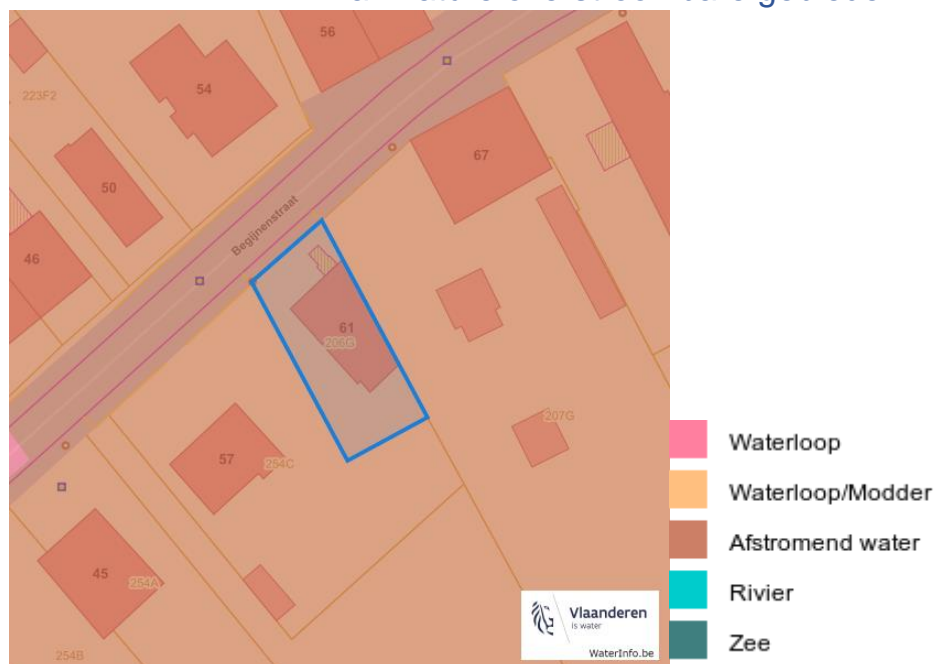 56
54
223F2
67
50
Begijnenstraat
46
61
206G
207G
57
254C
45
254A
254B
Vlaanderen
is water
WaterInfo.be
Waterloop
Waterloop/Modder
Afstromend water
Rivier
Zee